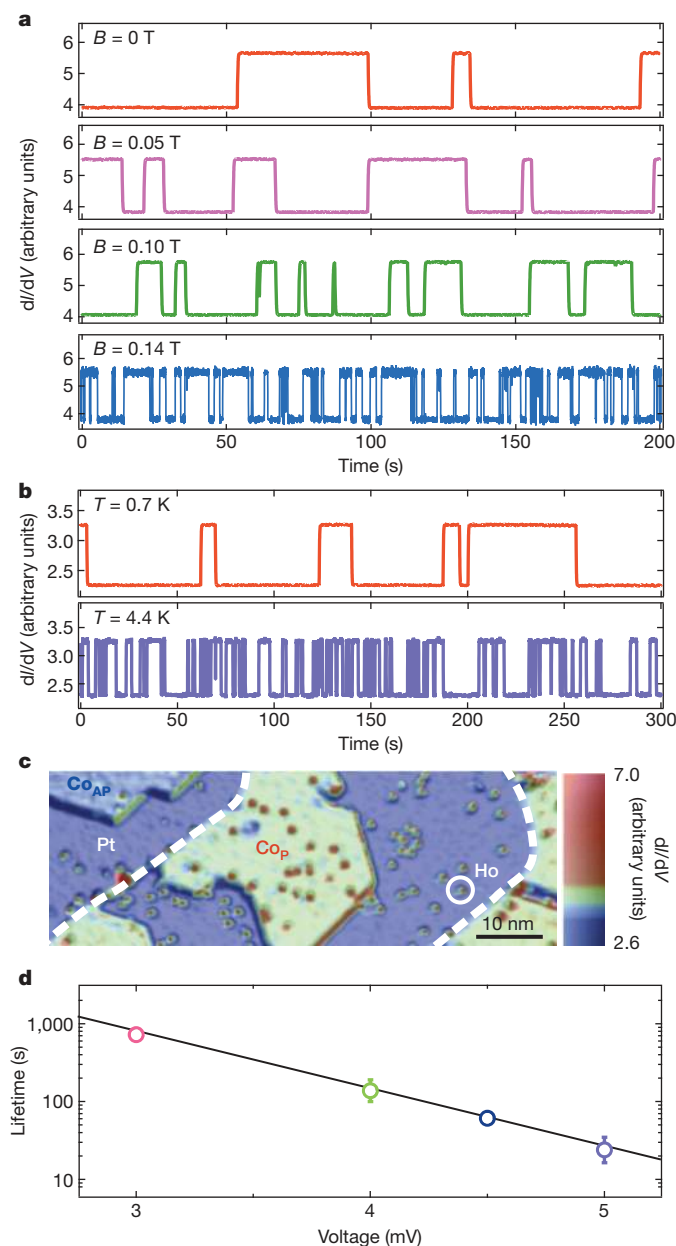 a
B = 0 T
6
5
4
B = 0.05 T
6
5
4
dI/dV (arbitrary units)
B = 0.10 T
6
5
4
B = 0.14 T
6
5
4
0 50 100 150 200
Time (s)
b
T = 0.7 K
3.5
3.0
2.5
dI/dV (arbitrary units)
T = 4.4 K
3.5
3.0
2.5
0 50 100 150 200 250 300
Time (s)
c
CoAP
Pt
CoP
Ho
10 nm
7.0
dI/dV
(arbitrary units)
2.6
d
1,000
100
10
Lifetime (s)
3 4 5
Voltage (mV)